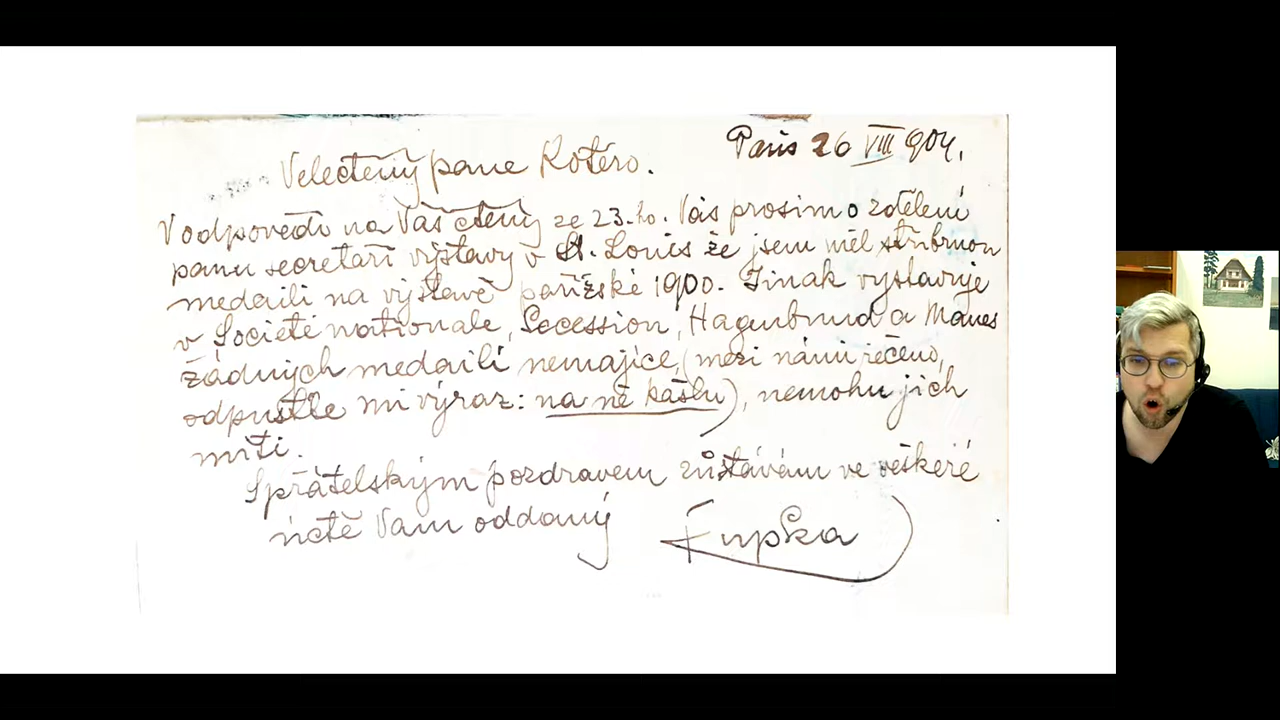 Paris 26 VIII 904.
Velectěný pane Kotěro.
V odpovědi na Váš ctěný ze 23.ho. Vás prosím o zdělení
panu secretáři výstavy v St. Louis že jsem měl stříbrnou
medaili na výstavě pařížské 1900. Jinak vystavuje
v Société nationale, Secession, Hagenbund a Manes
žádných medailí nemajíce, (mezi námi řečeno,
odpusťte mi výraz: na ně kašlu), nemohu jich
míti.
S přátelským pozdravem zůstávám ve veškeré
úctě Vám oddaný Kupka